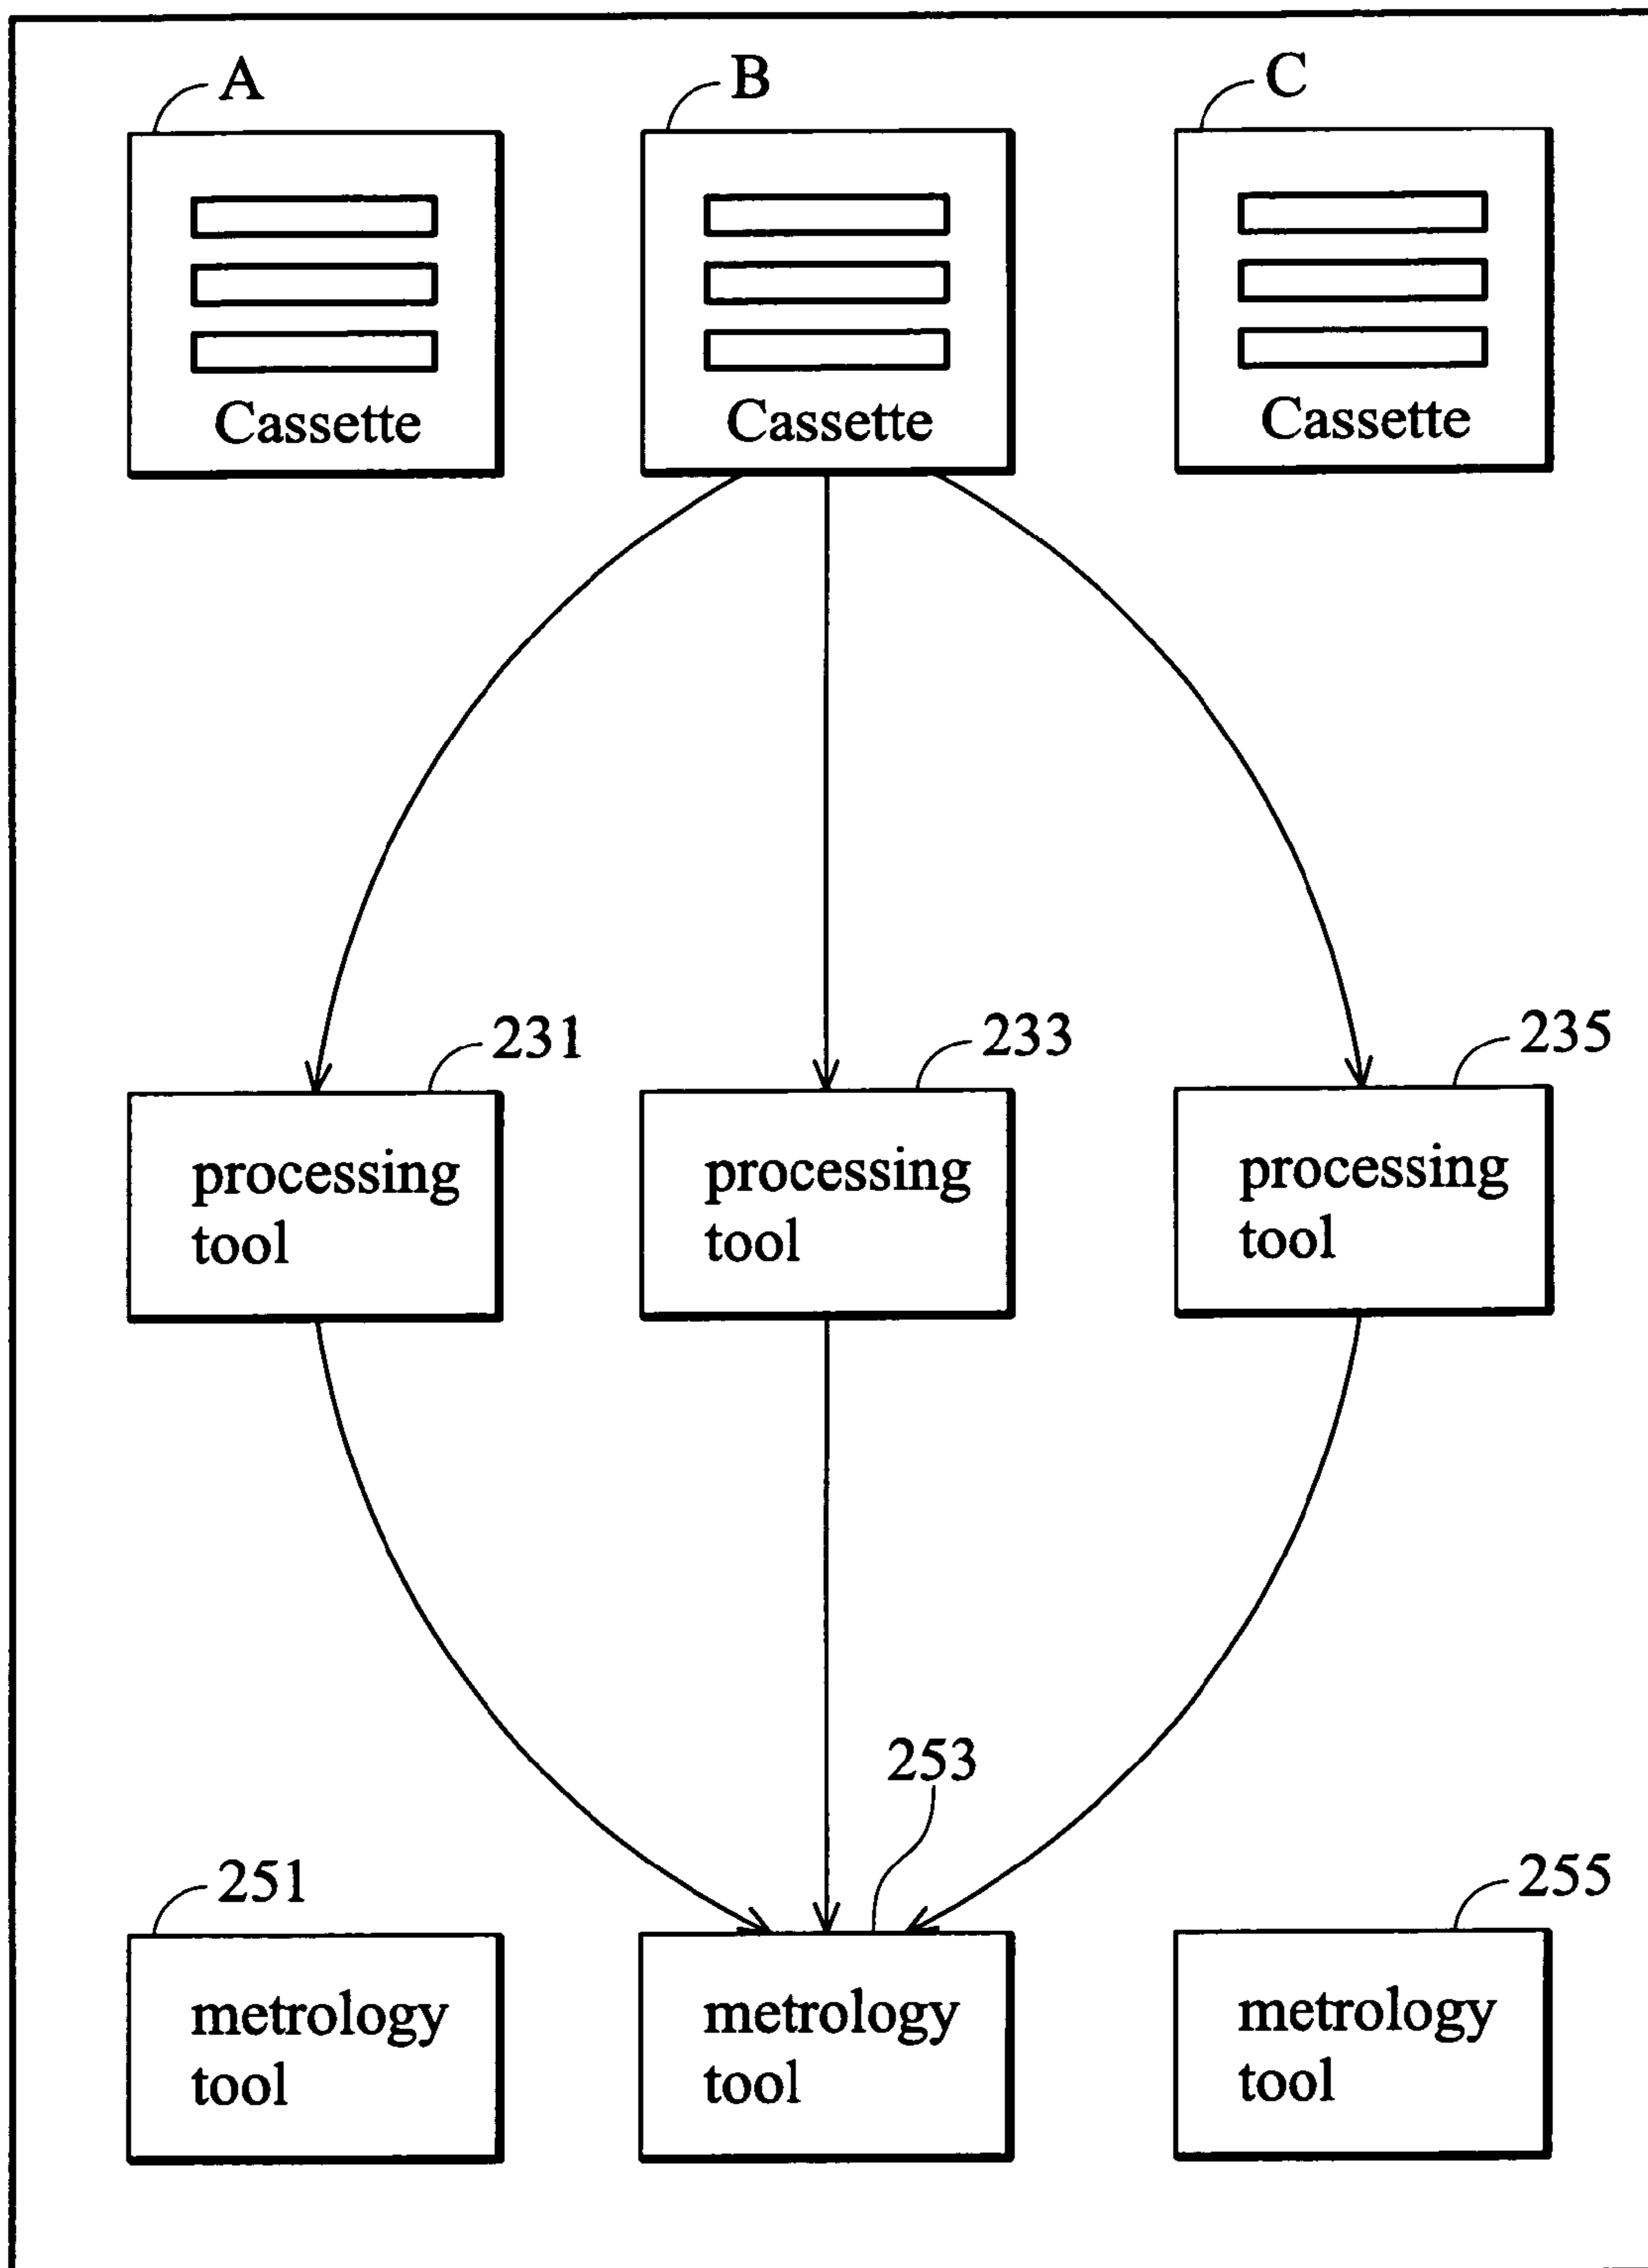 A
B
C
Cassette
Cassette
Cassette
231
233
235
processing
tool
processing
tool
processing
tool
253
251
255
metrology
tool
metrology
tool
metrology
tool